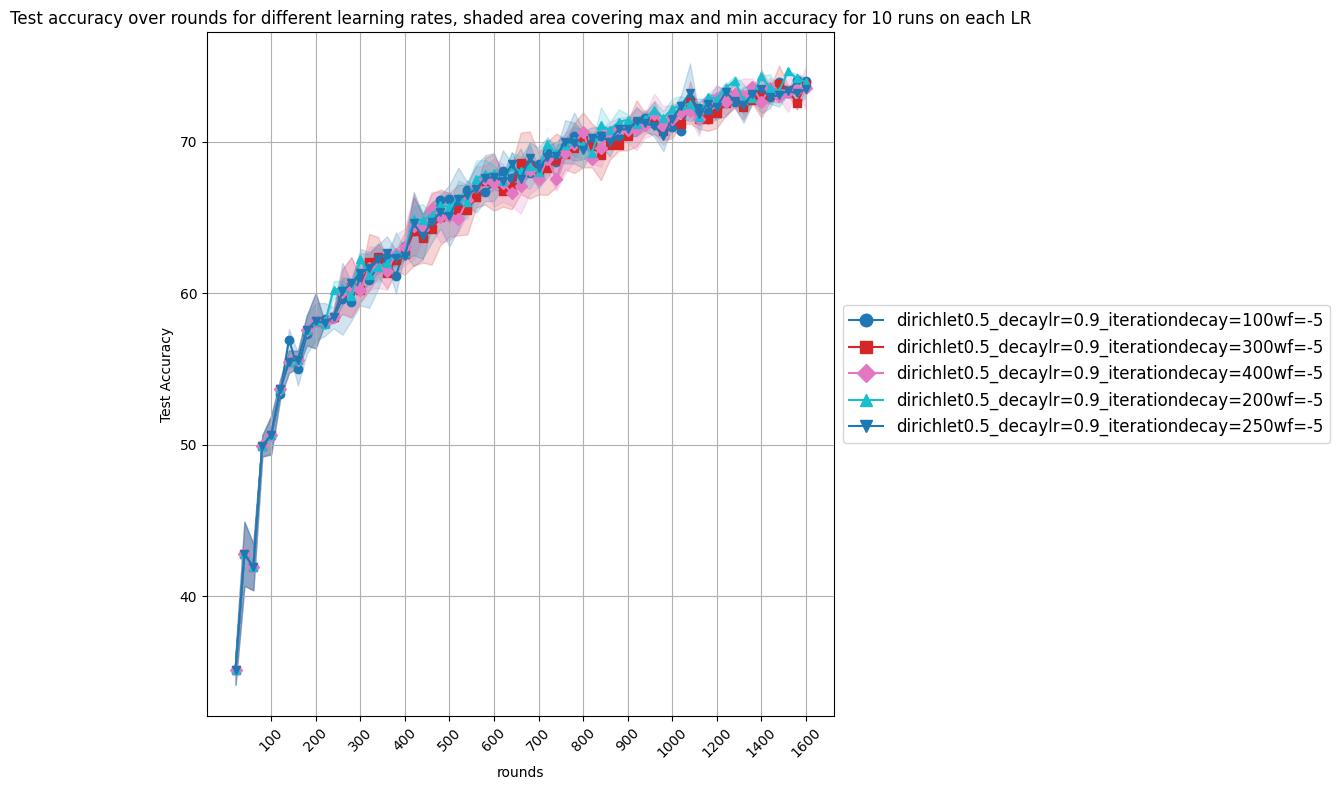 Test accuracy over rounds for different learning rates, shaded area covering max and min accuracy for 10 runs on each LR
70
60
50
40
Test Accuracy
100
200
300
400
500
600
700
800
900
1000
1200
1400
1600
rounds
dirichlet0.5_decaylr=0.9_iterationdecay=100wf=-5
dirichlet0.5_decaylr=0.9_iterationdecay=300wf=-5
dirichlet0.5_decaylr=0.9_iterationdecay=400wf=-5
dirichlet0.5_decaylr=0.9_iterationdecay=200wf=-5
dirichlet0.5_decaylr=0.9_iterationdecay=250wf=-5